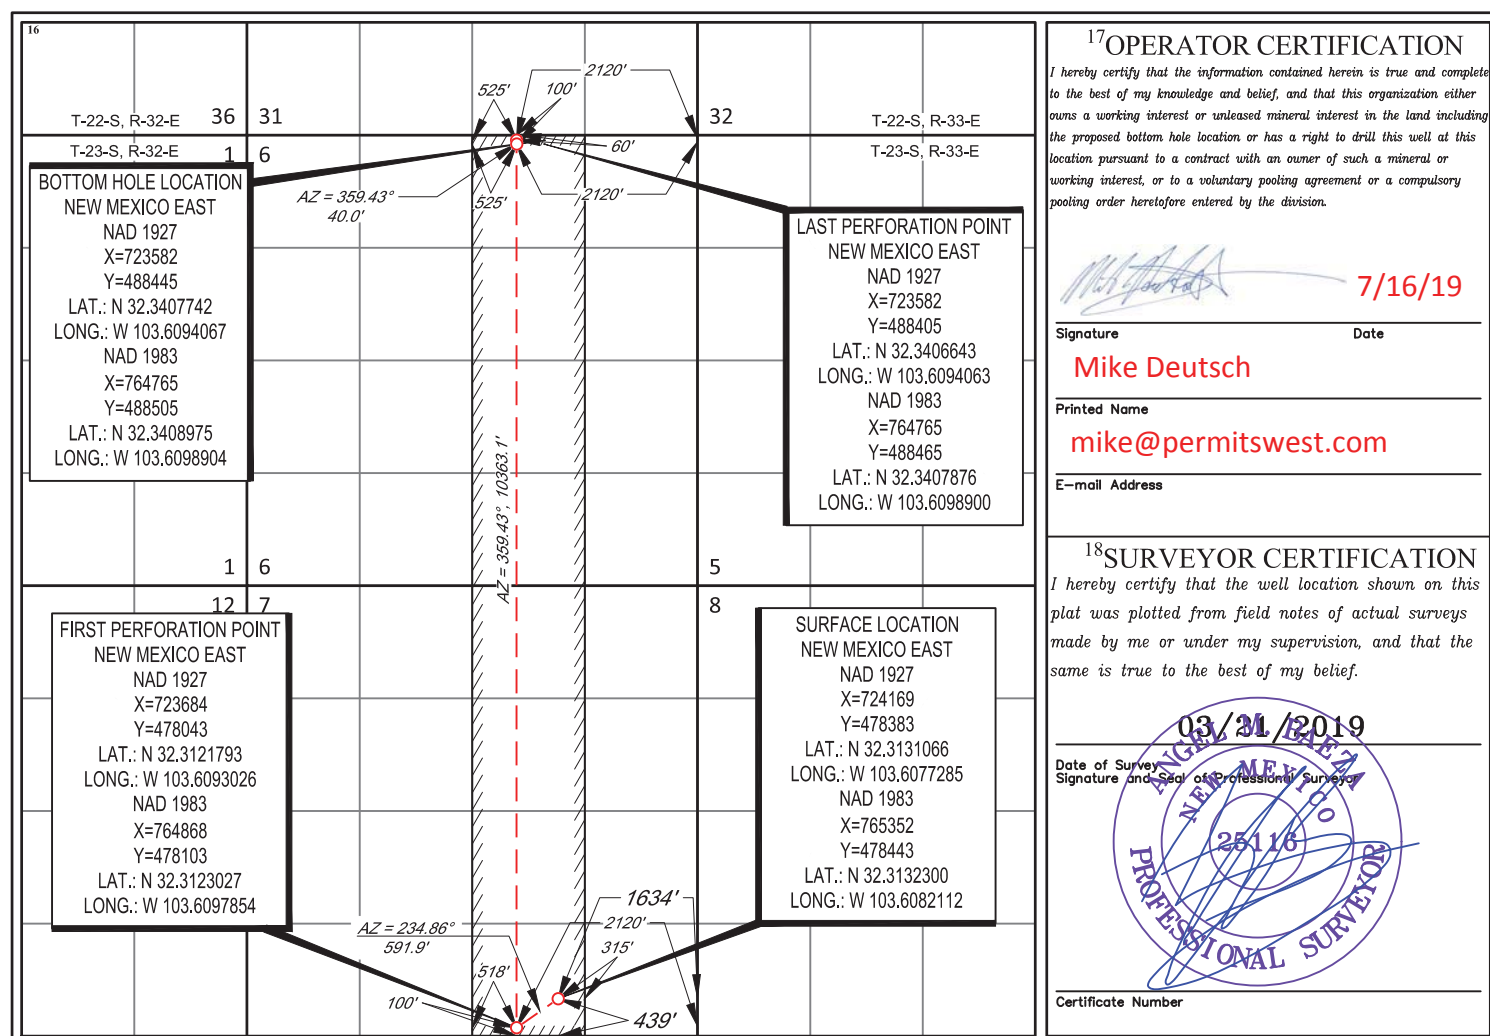 16
2120'
525'
100'
T-22-S, R-32-E
36
31
32
T-22-S, R-33-E
T-23-S, R-32-E
1
6
60'
T-23-S, R-33-E
AZ = 359.43°
40.0'
525'
2120'
BOTTOM HOLE LOCATION
NEW MEXICO EAST
NAD 1927
X=723582
Y=488445
LAT.: N 32.3407742
LONG.: W 103.6094067
NAD 1983
X=764765
Y=488505
LAT.: N 32.3408975
LONG.: W 103.6098904
LAST PERFORATION POINT
NEW MEXICO EAST
NAD 1927
X=723582
Y=488405
LAT.: N 32.3406643
LONG.: W 103.6094063
NAD 1983
X=764765
Y=488465
LAT.: N 32.3407876
LONG.: W 103.6098900
AZ = 359.43°, 10363.1'
1
6
5
12
7
8
FIRST PERFORATION POINT
NEW MEXICO EAST
NAD 1927
X=723684
Y=478043
LAT.: N 32.3121793
LONG.: W 103.6093026
NAD 1983
X=764868
Y=478103
LAT.: N 32.3123027
LONG.: W 103.6097854
SURFACE LOCATION
NEW MEXICO EAST
NAD 1927
X=724169
Y=478383
LAT.: N 32.3131066
LONG.: W 103.6077285
NAD 1983
X=765352
Y=478443
LAT.: N 32.3132300
LONG.: W 103.6082112
1634'
AZ = 234.86°
591.9'
2120'
315'
518'
100'
439'
17OPERATOR CERTIFICATION
I hereby certify that the information contained herein is true and complete
to the best of my knowledge and belief, and that this organization either
owns a working interest or unleased mineral interest in the land including
the proposed bottom hole location or has a right to drill this well at this
location pursuant to a contract with an owner of such a mineral or
working interest, or to a voluntary pooling agreement or a compulsory
pooling order heretofore entered by the division.
7/16/19
Signature Date
Mike Deutsch
Printed Name
mike@permitswest.com
E-mail Address
18SURVEYOR CERTIFICATION
I hereby certify that the well location shown on this
plat was plotted from field notes of actual surveys
made by me or under my supervision, and that the
same is true to the best of my belief.
03/21/2019
Date of Survey
Signature and Seal of Professional Surveyor
ANGEL M. BAEZA
NEW MEXICO
25116
PROFESSIONAL SURVEYOR
Certificate Number